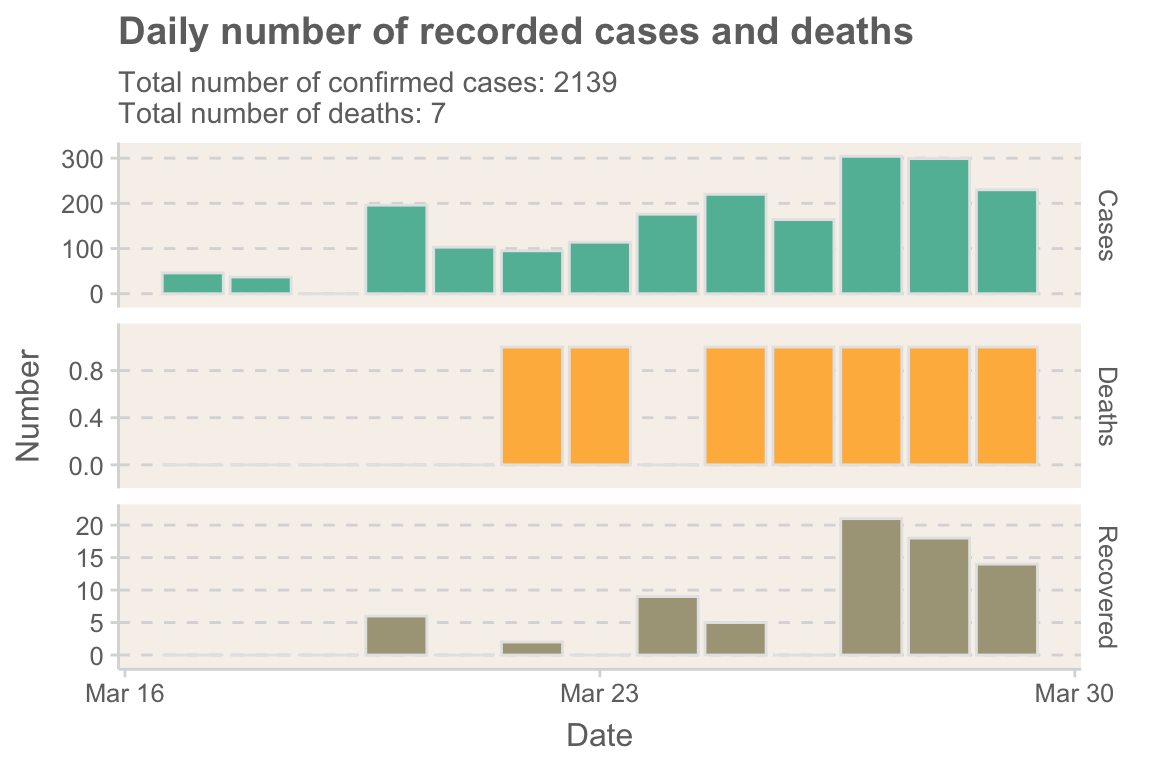 Daily number of recorded cases and deaths
Total number of confirmed cases: 2139
Total number of deaths: 7
300
200
100
0
Cases
Number
0.8
0.4
0.0
Deaths
20
15
10
5
0
Recovered
Mar 16
Mar 23
Mar 30
Date